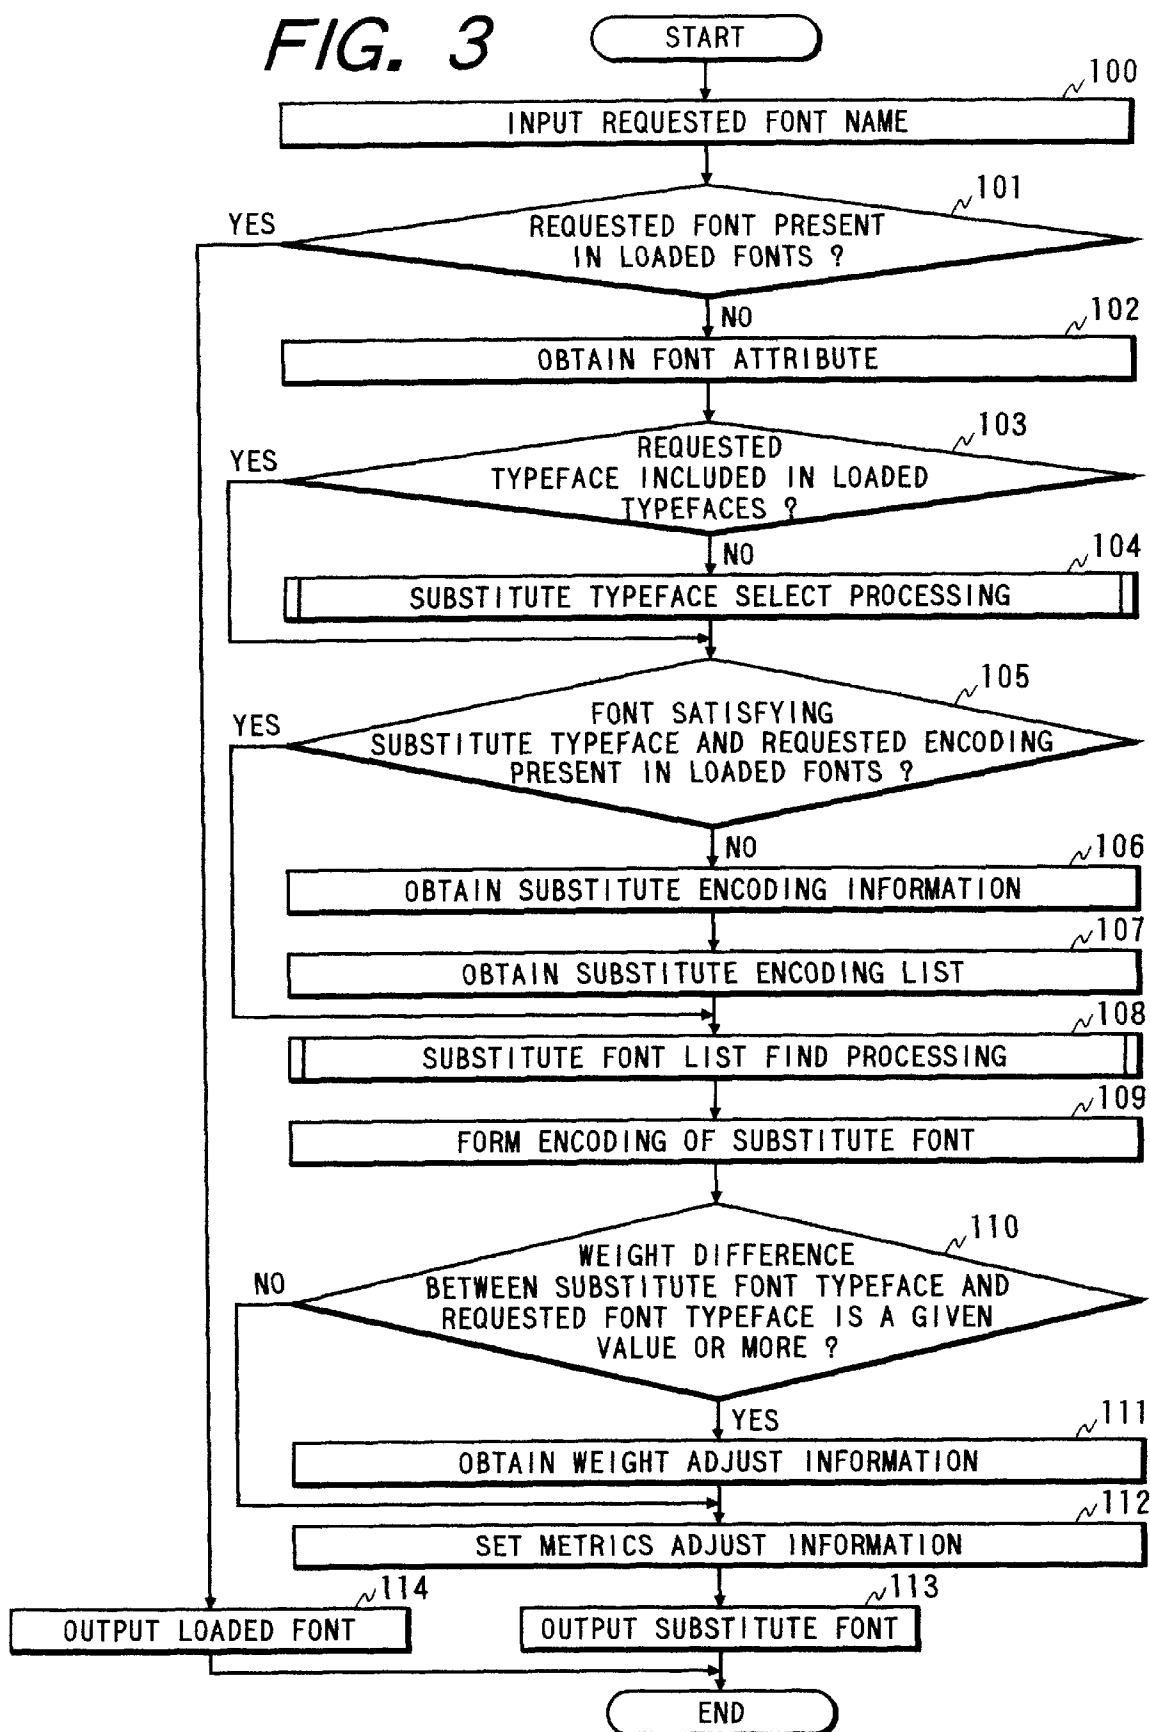 FIG. 3
START
100
INPUT REQUESTED FONT NAME
101
YES
REQUESTED FONT PRESENT
IN LOADED FONTS ?
NO
102
OBTAIN FONT ATTRIBUTE
103
YES
REQUESTED
TYPEFACE INCLUDED IN LOADED
TYPEFACES ?
NO
104
SUBSTITUTE TYPEFACE SELECT PROCESSING
105
YES
FONT SATISFYING
SUBSTITUTE TYPEFACE AND REQUESTED ENCODING
PRESENT IN LOADED FONTS ?
NO
106
OBTAIN SUBSTITUTE ENCODING INFORMATION
107
OBTAIN SUBSTITUTE ENCODING LIST
108
SUBSTITUTE FONT LIST FIND PROCESSING
109
FORM ENCODING OF SUBSTITUTE FONT
110
NO
WEIGHT DIFFERENCE
BETWEEN SUBSTITUTE FONT TYPEFACE AND
REQUESTED FONT TYPEFACE IS A GIVEN
VALUE OR MORE ?
YES
111
OBTAIN WEIGHT ADJUST INFORMATION
112
SET METRICS ADJUST INFORMATION
114
113
OUTPUT LOADED FONT
OUTPUT SUBSTITUTE FONT
END